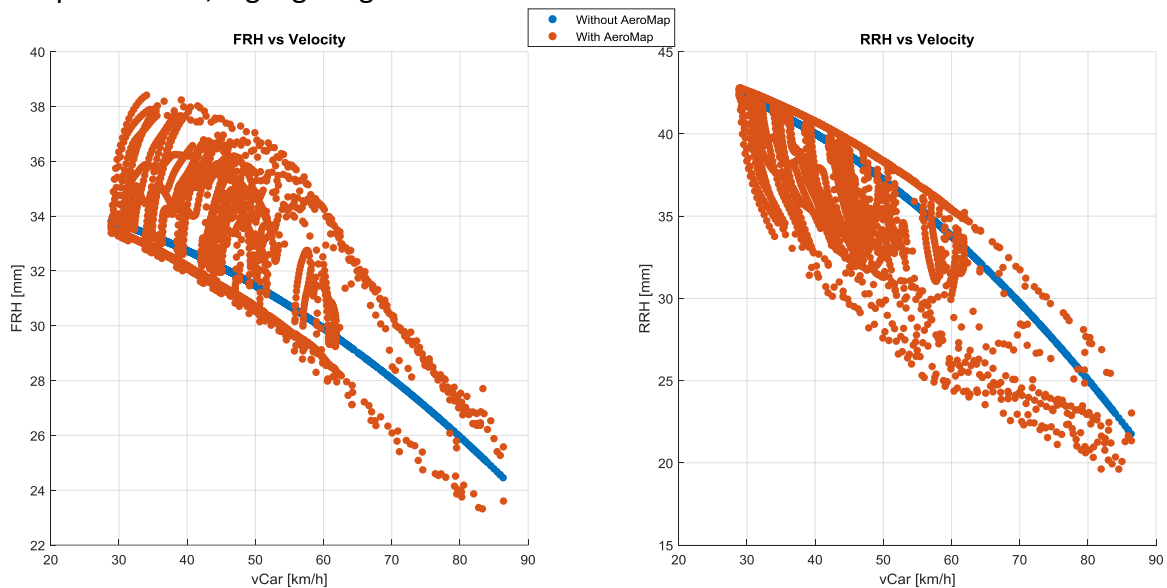 Without AeroMap
With AeroMap
FRH vs Velocity
40
38
36
34
32
30
28
26
24
22
FRH [mm]
20 30 40 50 60 70 80 90
vCar [km/h]
RRH vs Velocity
45
40
35
30
25
20
15
RRH [mm]
20 30 40 50 60 70 80 90
vCar [km/h]